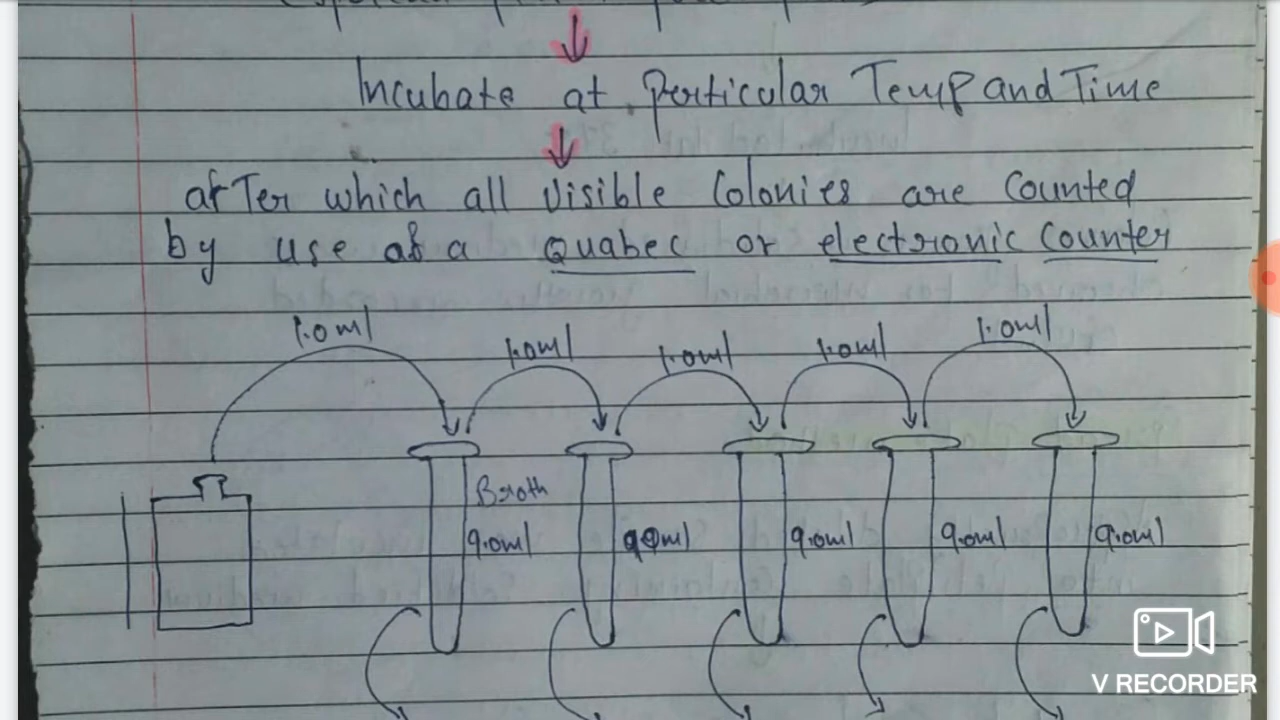 Incubate at Perticular Temp and Time
after which all visible Colonies are Counted
by use of a Quabec or electronic Counter
1.0ml 1.0ml 1.0ml 1.0ml 1.0ml
Broth
9.0ml 9.0ml 9.0ml 9.0ml 9.0ml
V RECORDER